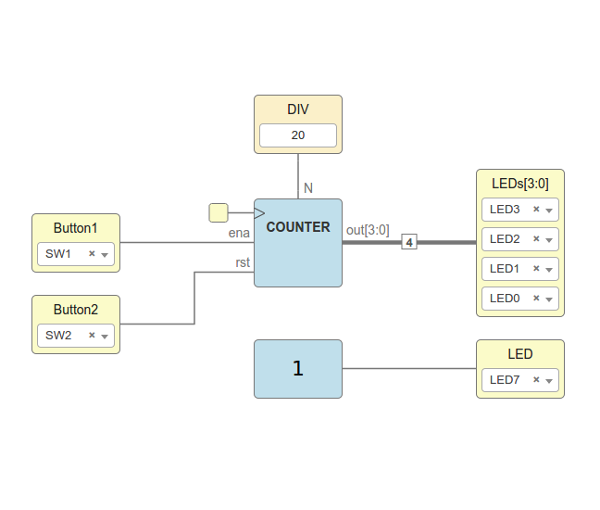 DIV
20
N
COUNTER
ena
rst
out[3:0]
4
Button1
SW1 ×
Button2
SW2 ×
LEDs[3:0]
LED3 ×
LED2 ×
LED1 ×
LED0 ×
1
LED
LED7 ×